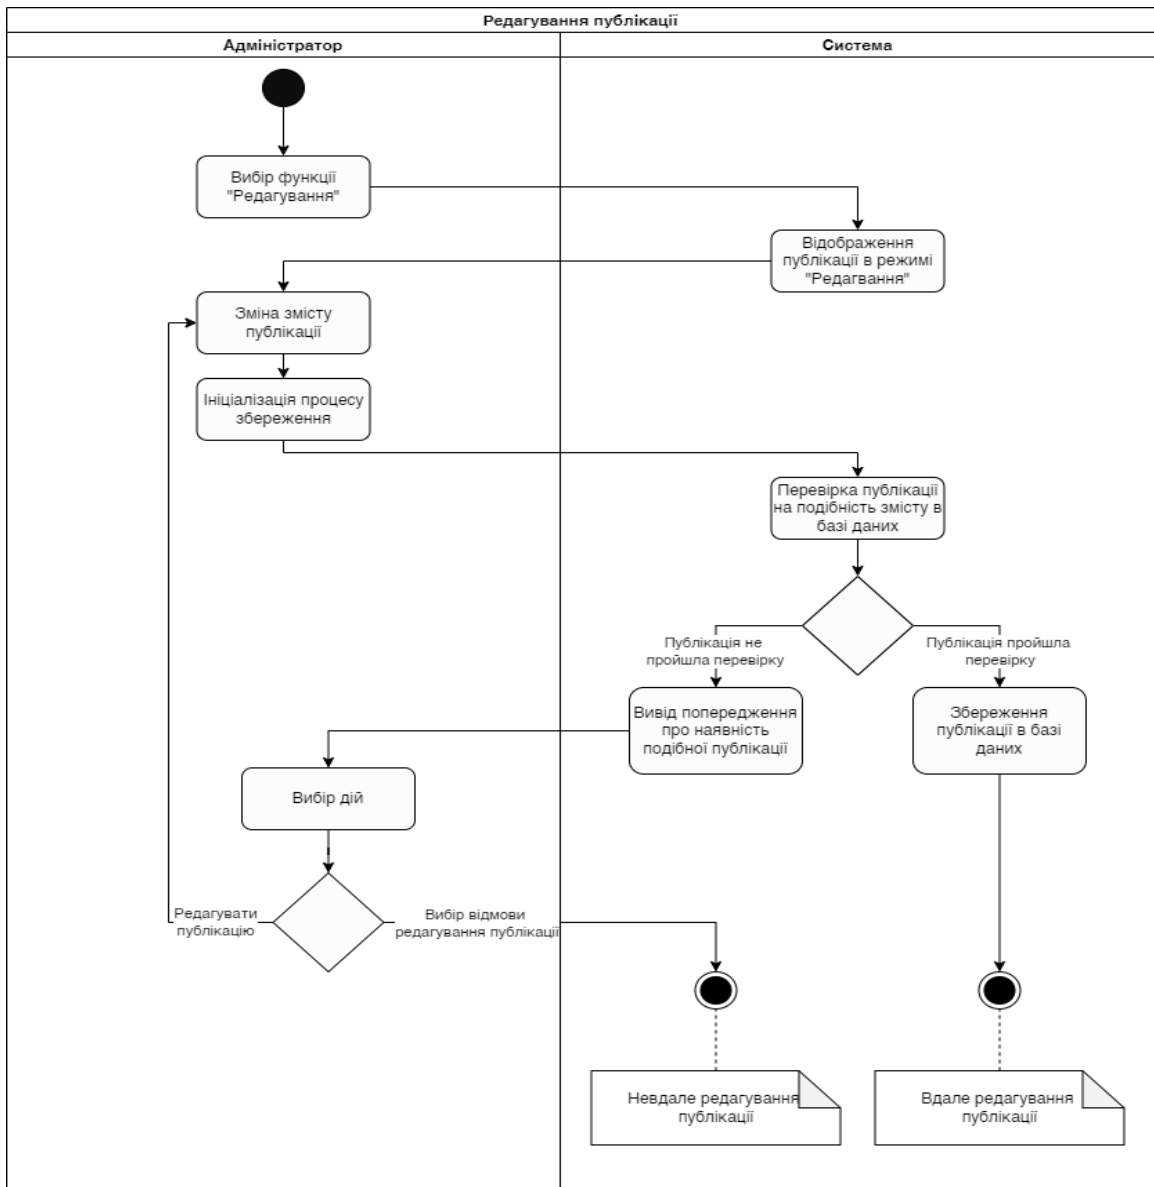 Редагування публікації
Адміністратор
Система
Вибір функції
"Редагування"
Відображення
публікації в режимі
"Редагвання"
Зміна змісту
публікації
Ініціалізація процесу
збереження
Перевірка публікації
на подібність змісту в
базі даних
Публікація не
пройшла перевірку
Публікація пройшла
перевірку
Вивід попередження
про наявність
подібної публікації
Збереження
публікації в базі
даних
Вибір дій
Редагувати
публікацію
Вибір відмови
редагування публікації
Невдале редагування
публікації
Вдале редагування
публікації